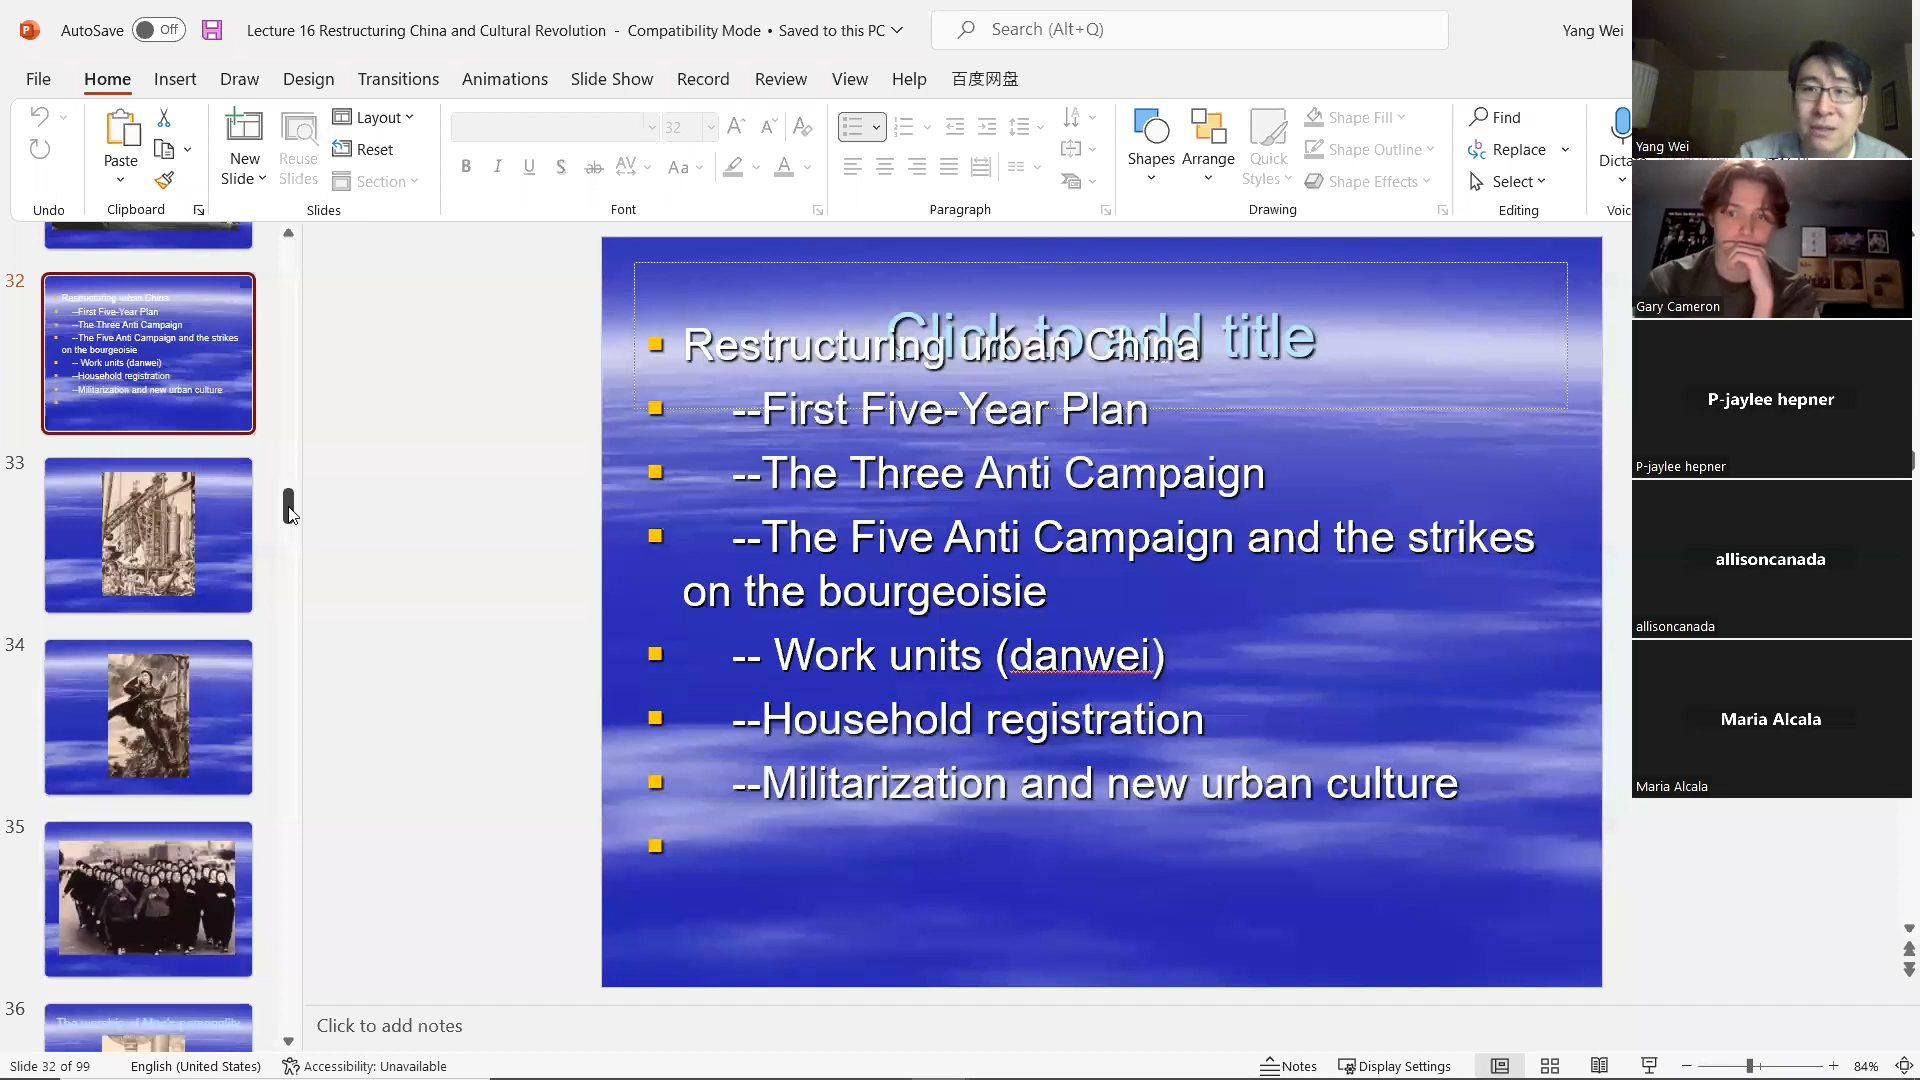 AutoSave Off Lecture 16 Restructuring China and Cultural Revolution - Compatibility Mode • Saved to this PC Search (Alt+Q) Yang Wei
File Home Insert Draw Design Transitions Animations Slide Show Record Review View Help 百度网盘
Paste
New Slide
Reuse Slides
Layout
Reset
Section
32
Aa
Shapes
Arrange
Quick Styles
Shape Fill
Shape Outline
Shape Effects
Find
Replace
Select
Undo Clipboard Slides Font Paragraph Drawing Editing
32
Restructuring urban China
--First Five-Year Plan
--The Three Anti Campaign
--The Five Anti Campaign and the strikes
on the bourgeoisie
-- Work units (danwei)
--Household registration
--Militarization and new urban culture
33
34
35
36
The worship of Mao's personality
Click to add title
Restructuring urban China
--First Five-Year Plan
--The Three Anti Campaign
--The Five Anti Campaign and the strikes
on the bourgeoisie
-- Work units (danwei)
--Household registration
--Militarization and new urban culture
Click to add notes
Yang Wei
Gary Cameron
P-jaylee hepner
P-jaylee hepner
allisoncanada
allisoncanada
Maria Alcala
Maria Alcala
Slide 32 of 99 English (United States) Accessibility: Unavailable Notes Display Settings 84%